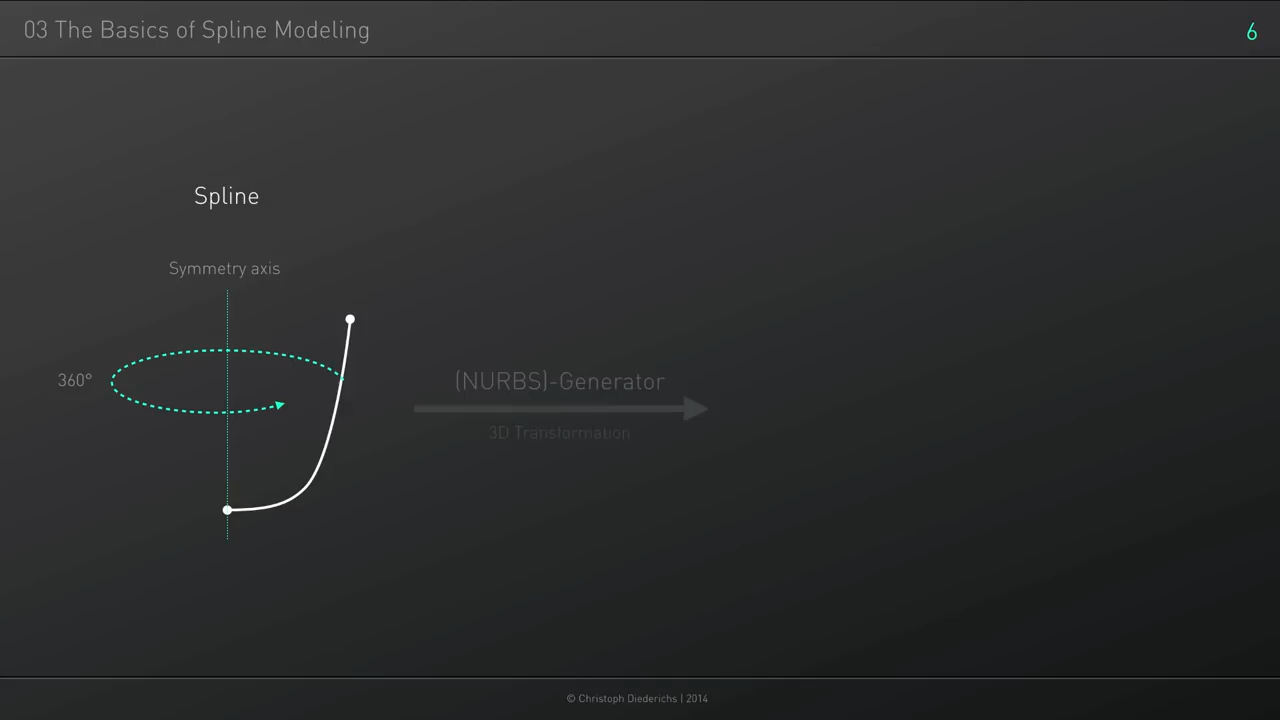 03 The Basics of Spline Modeling
6
Spline
Symmetry axis
360°
(NURBS)-Generator
3D Transformation
© Christoph Diederichs | 2014